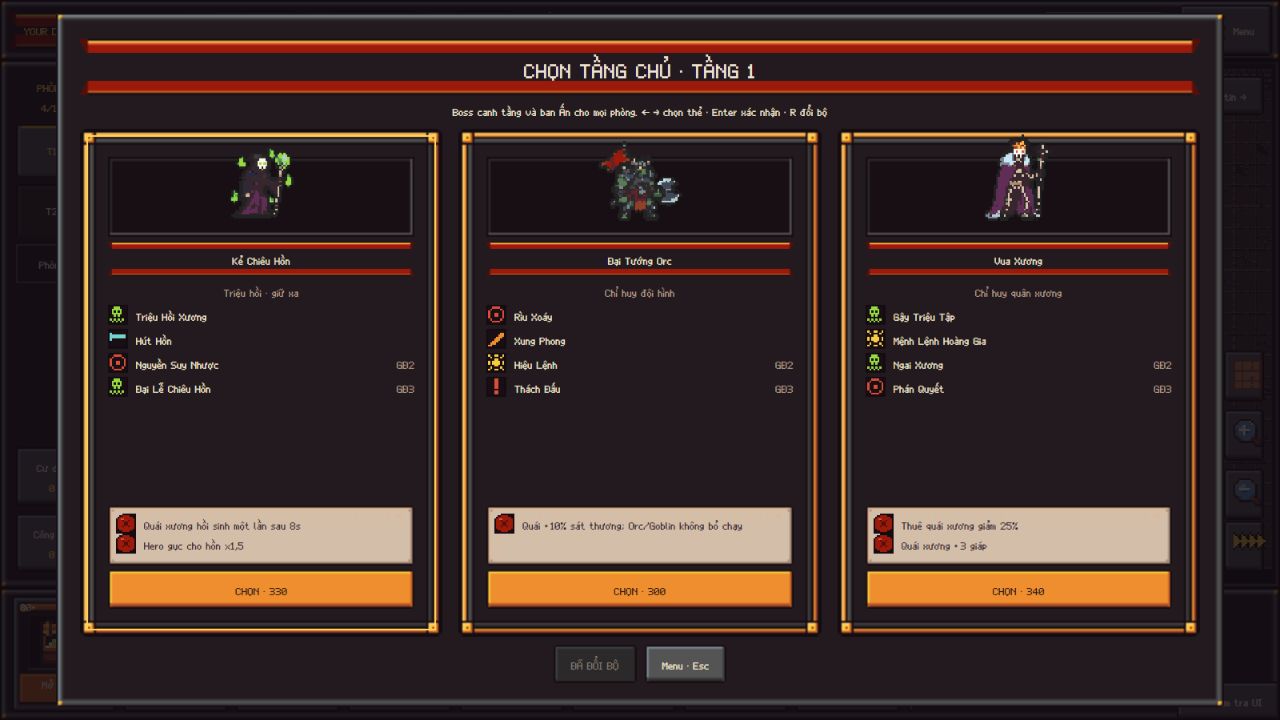 YOUR D
Menu
CHỌN TẦNG CHỦ · TẦNG 1
Boss canh tầng và ban Ấn cho mọi phòng. ← → chọn thẻ · Enter xác nhận · R đổi bộ
Kẻ Chiêu Hồn
Triệu hồi · giữ xa
Triệu Hồi Xương
Hút Hồn
Nguyền Suy Nhược GĐ2
Đại Lễ Chiêu Hồn GĐ3
Quái xương hồi sinh một lần sau 8s
Hero gục cho hồn x1,5
CHỌN · 330
Đại Tướng Orc
Chỉ huy đội hình
Rìu Xoáy
Xung Phong
Hiệu Lệnh GĐ2
Thách Đấu GĐ3
Quái +10% sát thương; Orc/Goblin không bỏ chạy
CHỌN · 300
Vua Xương
Chỉ huy quân xương
Gậy Triệu Tập
Mệnh Lệnh Hoàng Gia
Ngai Xương GĐ2
Phán Quyết GĐ3
Thuê quái xương giảm 25%
Quái xương +3 giáp
CHỌN · 340
ĐÃ ĐỔI BỘ
Menu · Esc